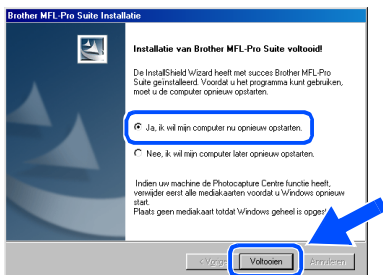 Brother MFL-Pro Suite Installatie
Installatie van Brother MFL-Pro Suite voltooid!
De InstallShield Wizard heeft met succes Brother MFL-Pro
Suite geïnstalleerd. Voordat u het programma kunt gebruiken,
moet u de computer opnieuw opstarten.
Ja, ik wil mijn computer nu opnieuw opstarten.
Nee, ik wil mijn computer later opnieuw opstarten.
Indien uw machine de Photocapture Centre functie heeft,
verwijder eerst alle mediakaarten voordat u Windows opnieuw
start.
Plaats geen mediakaart totdat Windows geheel is
Voltooien Annuleren